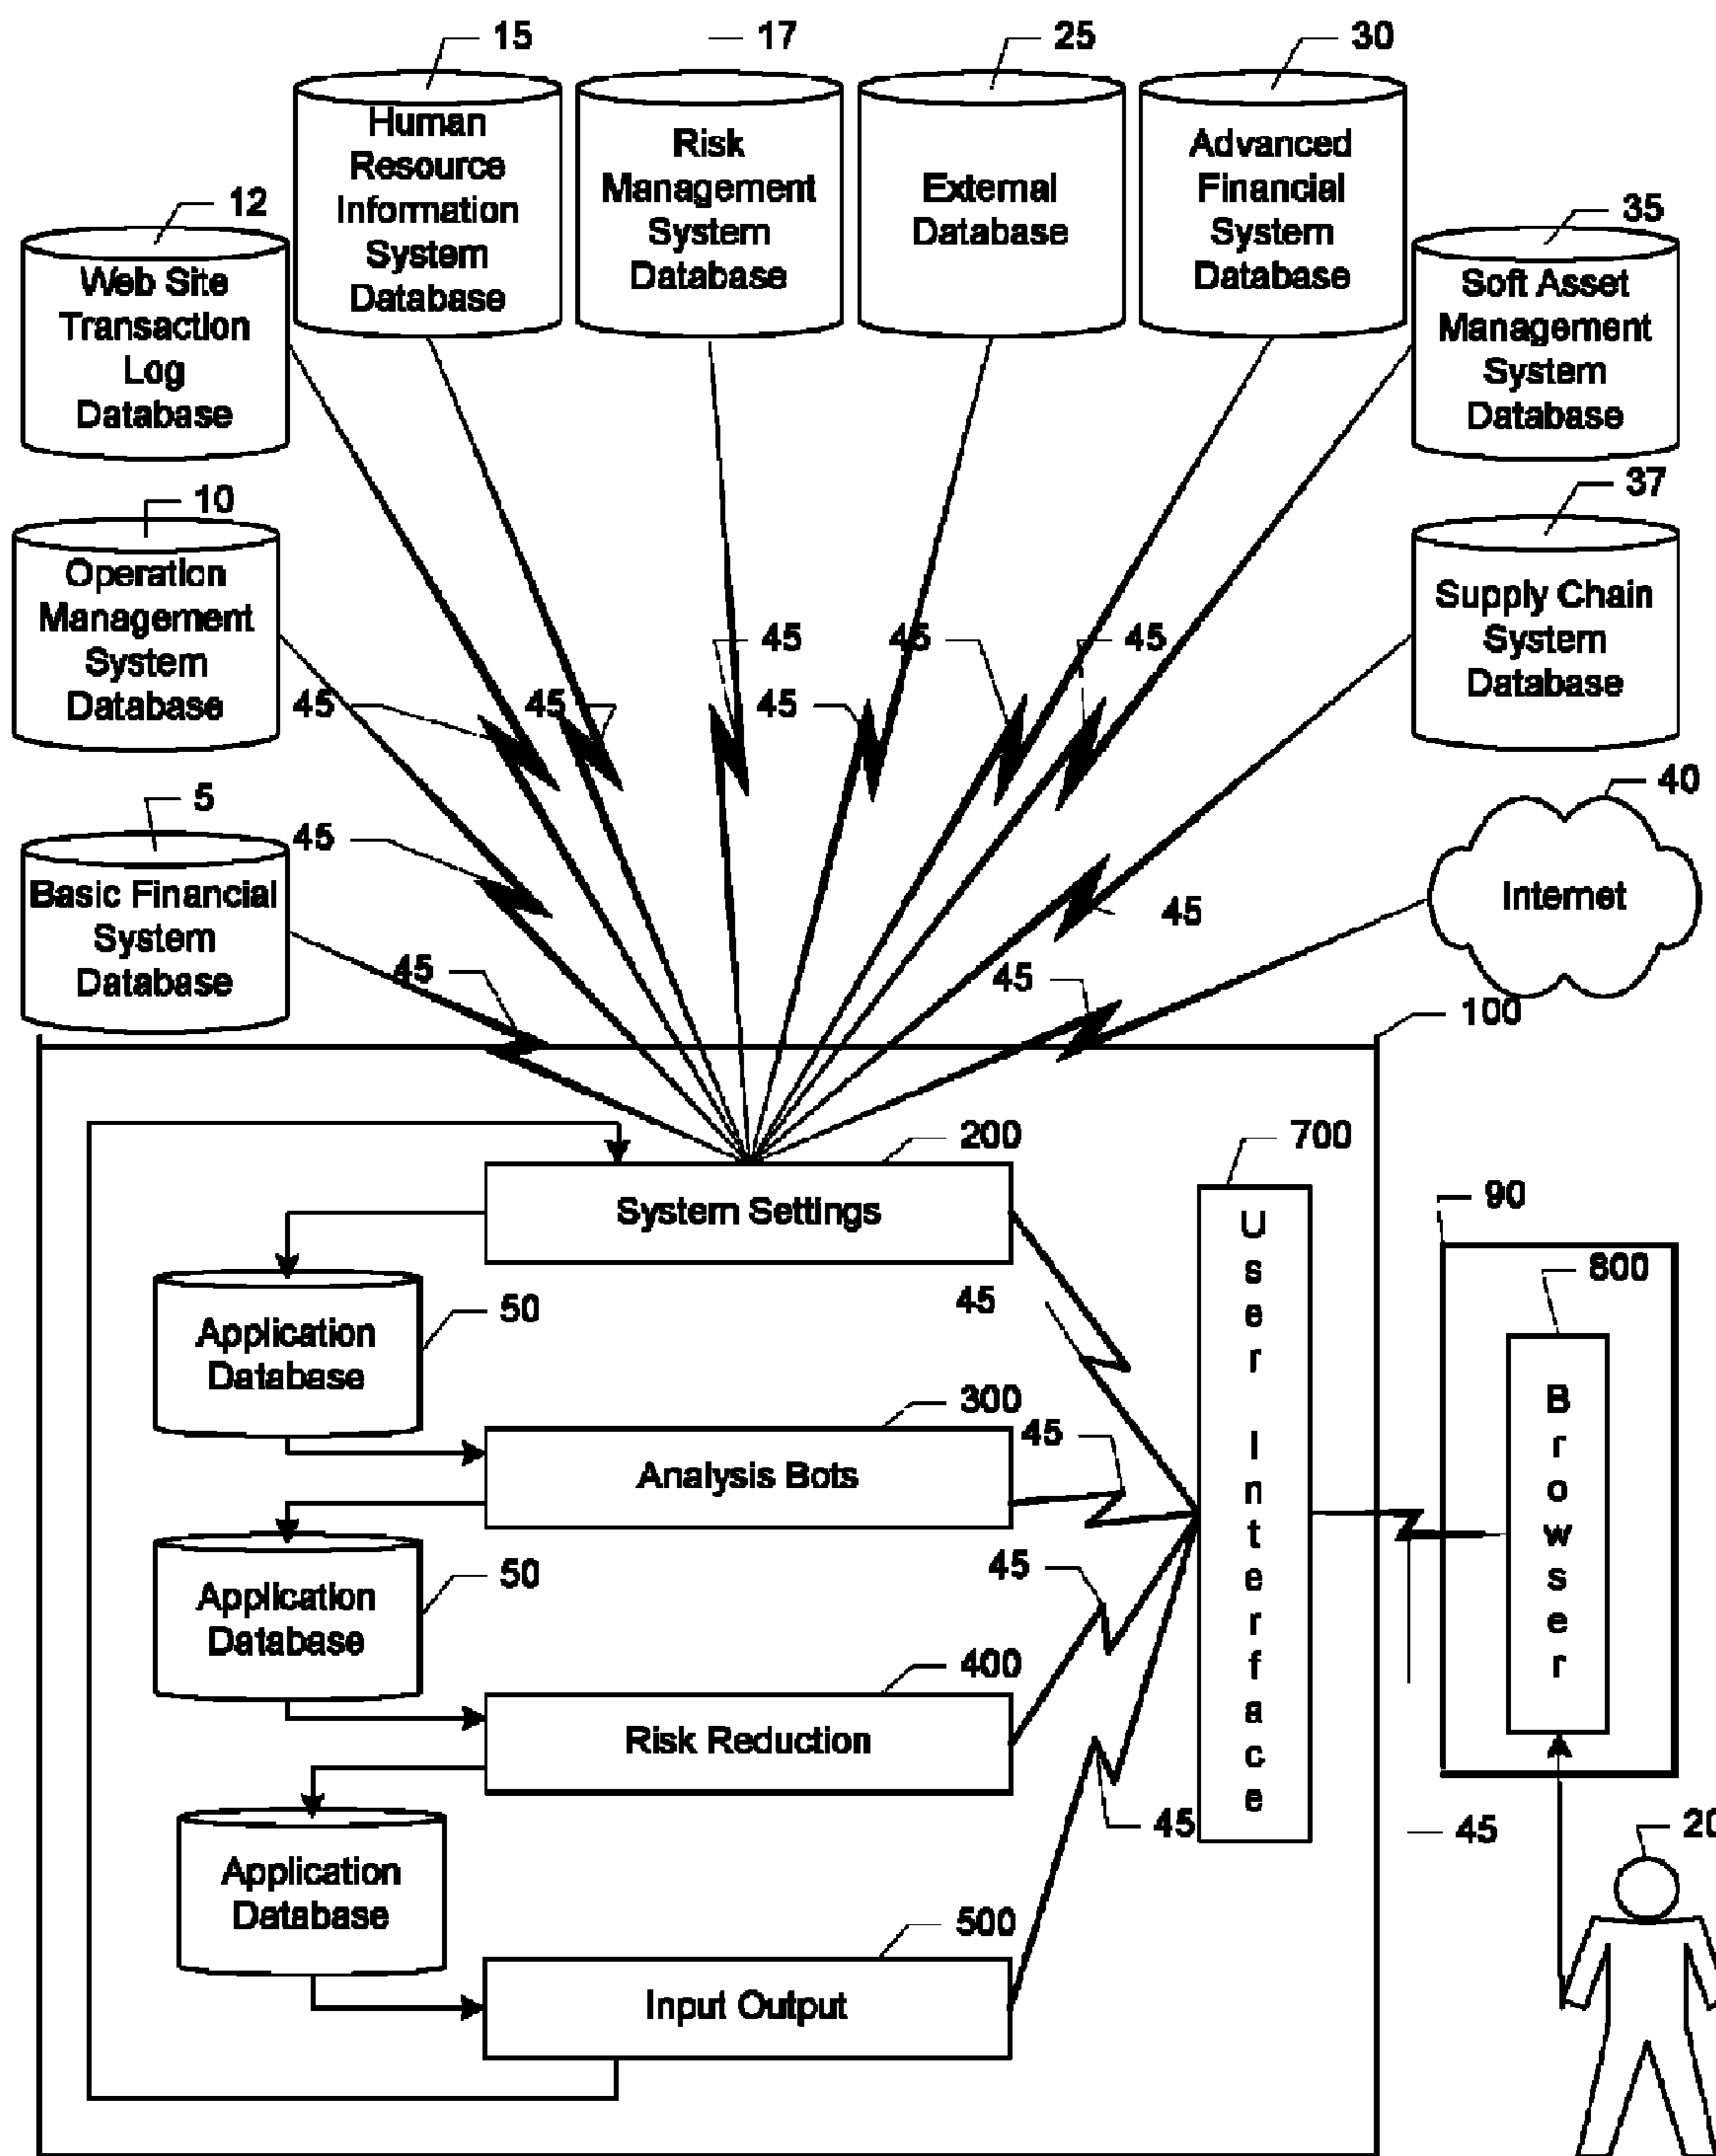 15
17
25
30
Human
Resource
Information
System
Database
Risk
Management
System
Database
External
Database
Advanced
Financial
System
Database
12
Web Site
Transaction
Log
Database
35
Soft Asset
Management
System
Database
10
Operation
Management
System
Database
37
Supply Chain
System
Database
45
45
45
45
45
45
5
Basic Financial
System
Database
45
45
45
45
40
Internet
100
200
System Settings
700
User Interface
90
800
Browser
45
50
Application
Database
300
Analysis Bots
45
50
Application
Database
45
400
Risk Reduction
45
45
20
Application
Database
500
Input Output